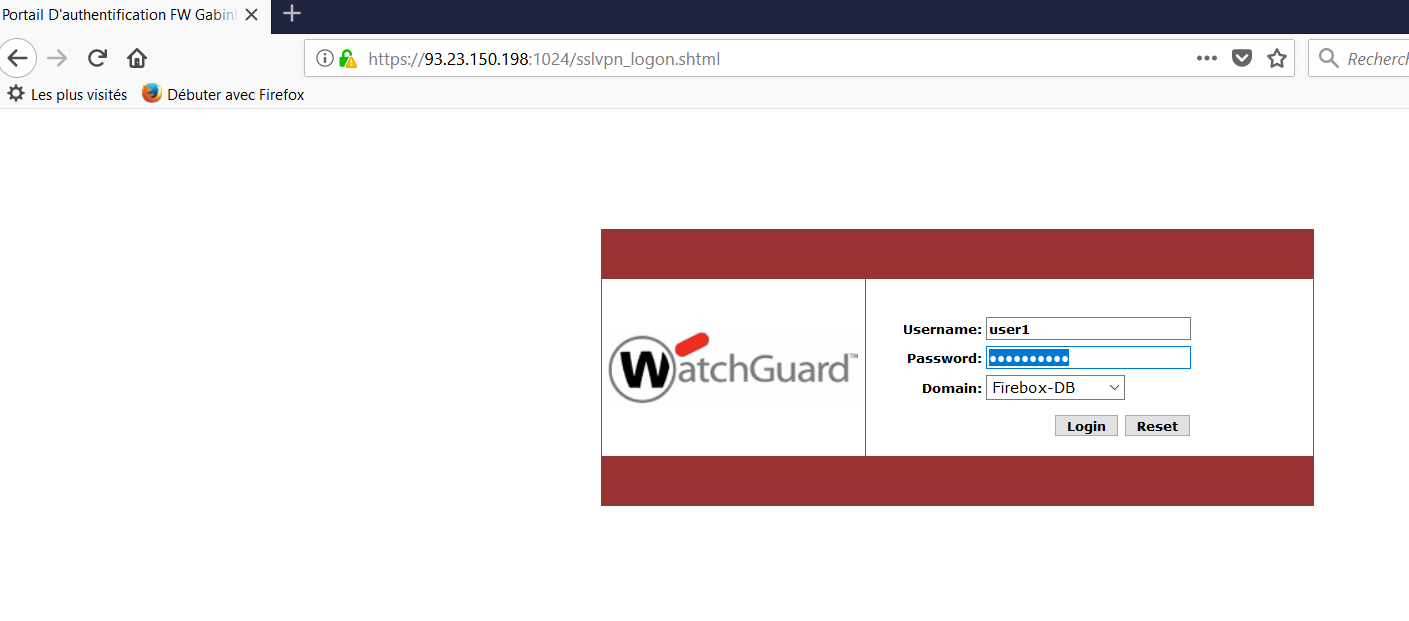 Portail D'authentification FW Gabin
https://93.23.150.198:1024/sslvpn_logon.shtml
Recherch
Les plus visités
Débuter avec Firefox
Username: user1
Password: ●●●●●●●●●●
WatchGuard™
Domain: Firebox-DB
Login Reset